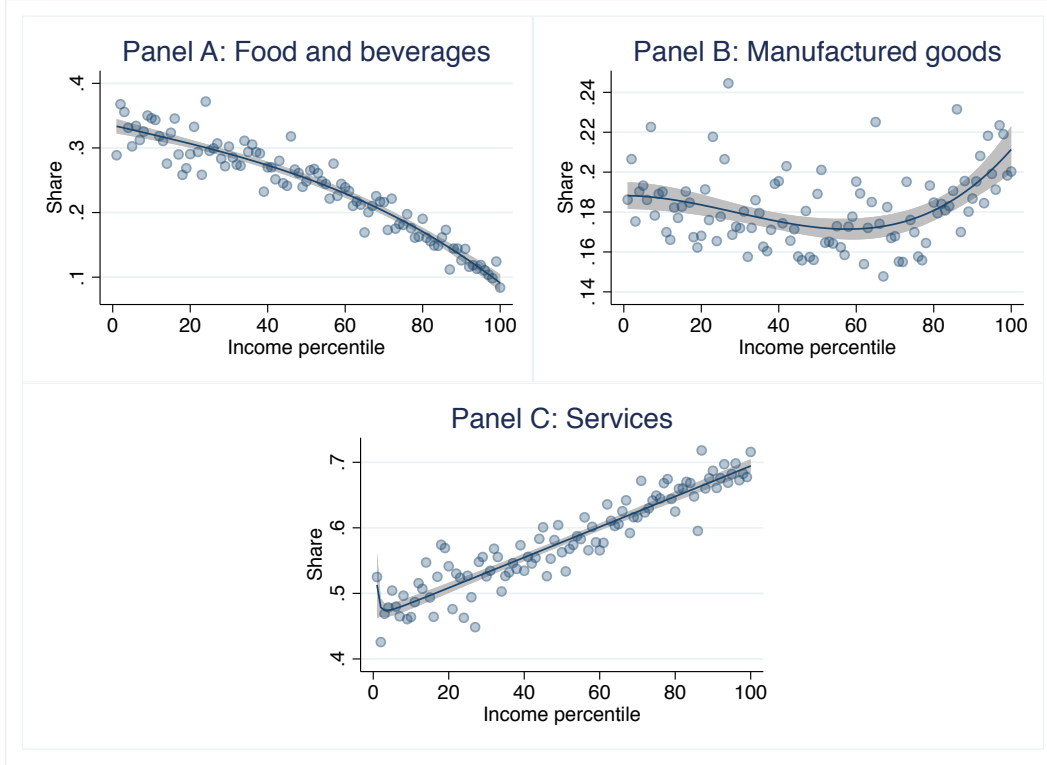 Panel A: Food and beverages
Share
.4
.3
.2
.1
0 20 40 60 80 100
Income percentile
Panel B: Manufactured goods
Share
.24
.22
.2
.18
.16
.14
0 20 40 60 80 100
Income percentile
Panel C: Services
Share
.7
.6
.5
.4
0 20 40 60 80 100
Income percentile